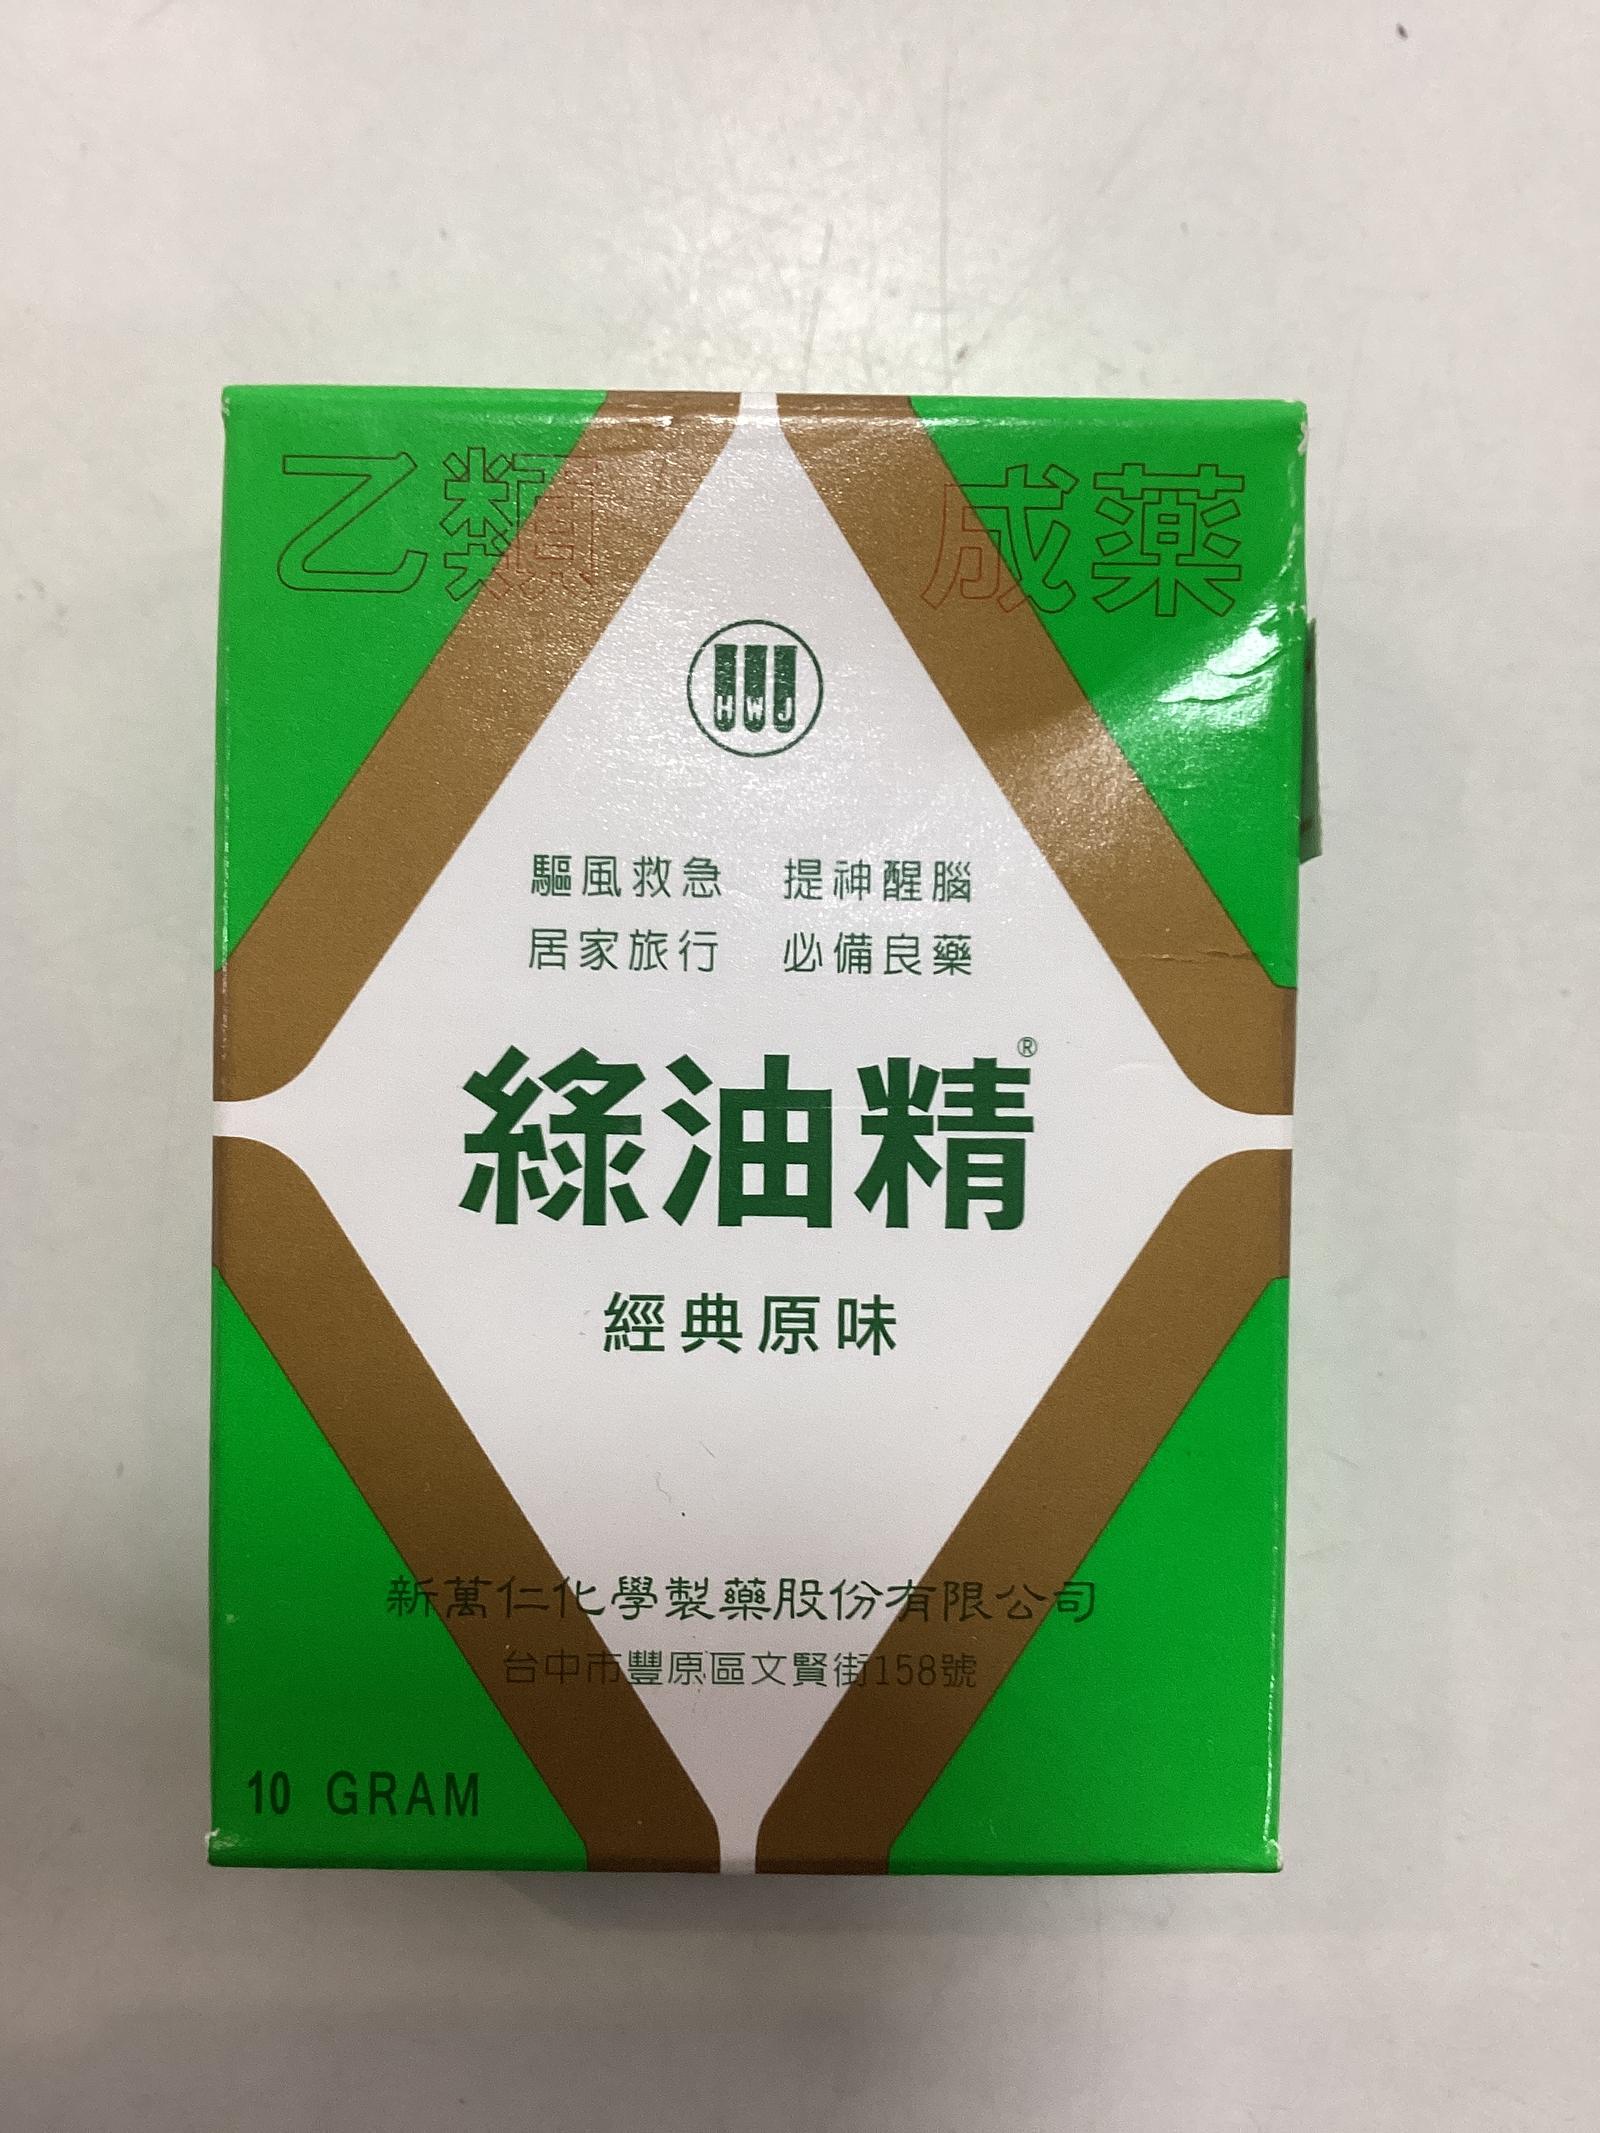 乙類 成藥
HWJ
驅風救急 提神醒腦
居家旅行 必備良藥
綠油精®
經典原味
新萬仁化學製藥股份有限公司
台中市豐原區文賢街158號
10 GRAM